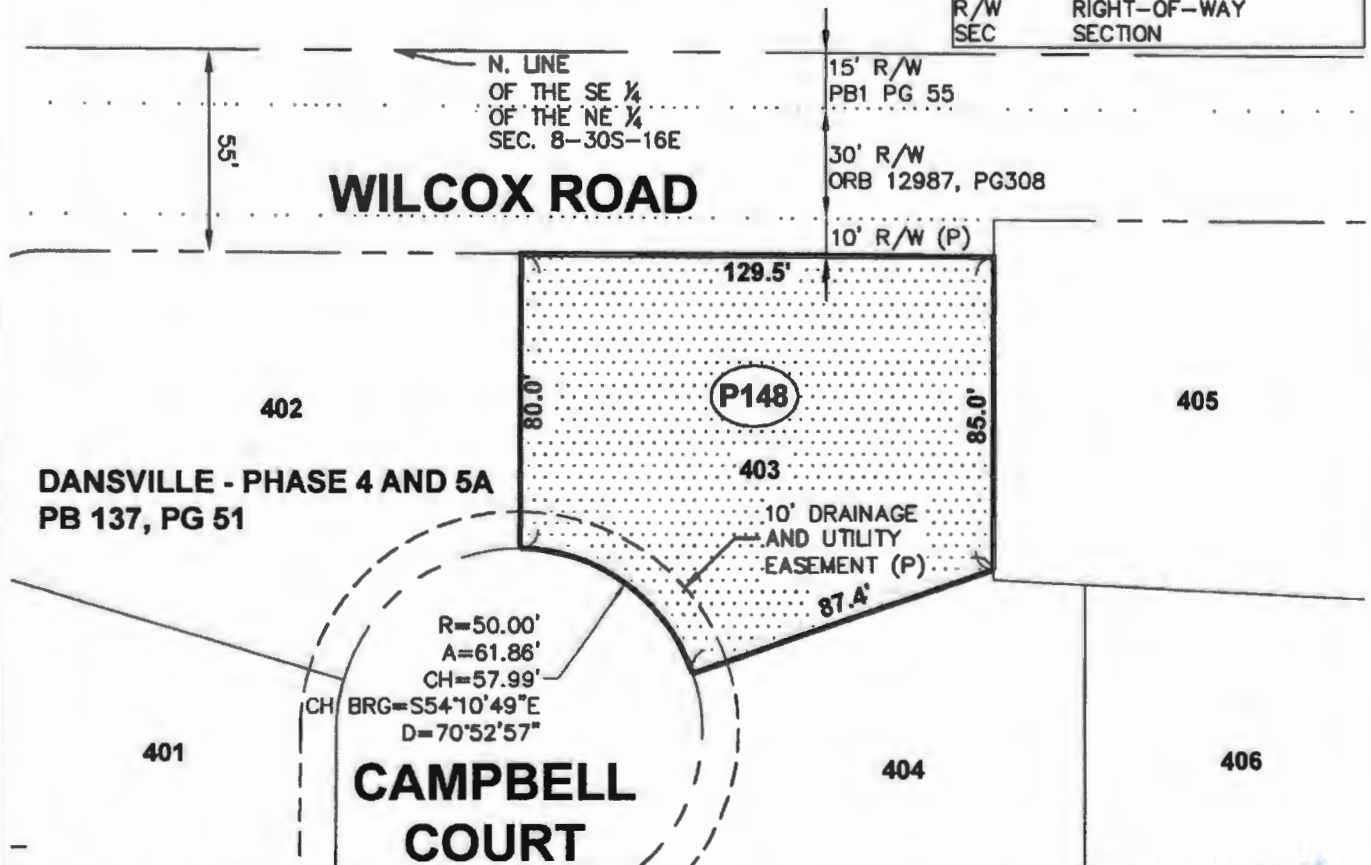 R/W RIGHT-OF-WAY
SEC SECTION
N. LINE
OF THE SE ¼
OF THE NE ¼
SEC. 8-30S-16E
15' R/W
PB1 PG 55
55'
30' R/W
ORB 12987, PG308
WILCOX ROAD
10' R/W (P)
129.5'
402
80.0'
P148
85.0'
405
403
DANSVILLE - PHASE 4 AND 5A
PB 137, PG 51
10' DRAINAGE
AND UTILITY
EASEMENT (P)
87.4'
R=50.00'
A=61.86'
CH=57.99'
CH BRG=S54°10'49"E
D=70°52'57"
401
CAMPBELL
COURT
404
406